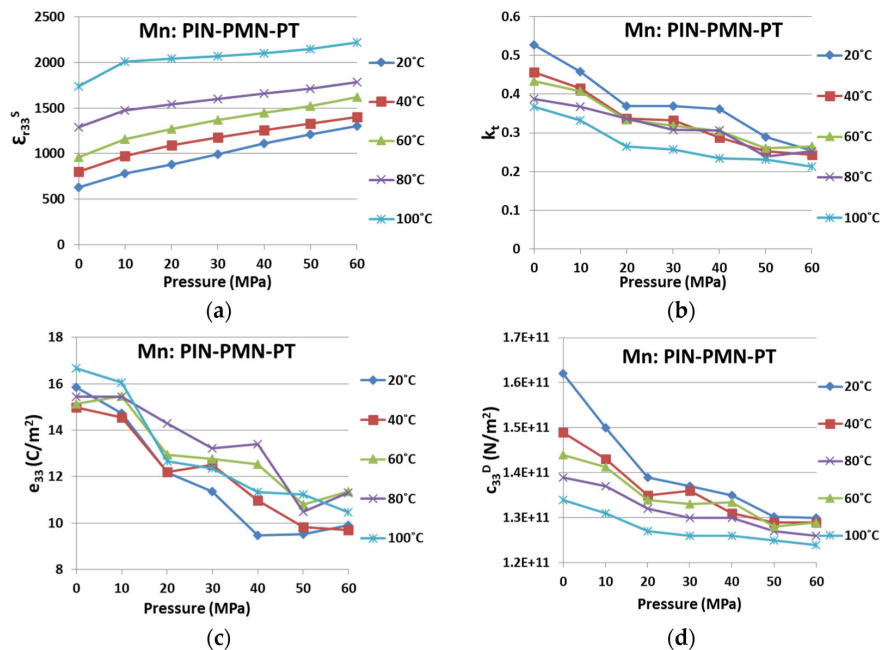 Mn: PIN-PMN-PT
2500
2000
1500
1000
500
0
εr33^S
0 10 20 30 40 50 60
Pressure (MPa)
20°C
40°C
60°C
80°C
100°C
(a)
Mn: PIN-PMN-PT
0.6
0.5
0.4
0.3
0.2
0.1
0
kt
0 10 20 30 40 50 60
Pressure (MPa)
20°C
40°C
60°C
80°C
100°C
(b)
Mn: PIN-PMN-PT
18
16
14
12
10
8
6
4
e33 (C/m²)
0 10 20 30 40 50 60
Pressure (MPa)
20°C
40°C
60°C
80°C
100°C
(c)
Mn: PIN-PMN-PT
1.7E+11
1.6E+11
1.5E+11
1.4E+11
1.3E+11
1.2E+11
c33^D (N/m²)
0 10 20 30 40 50 60
Pressure (MPa)
20°C
40°C
80°C
60°C
100°C
(d)